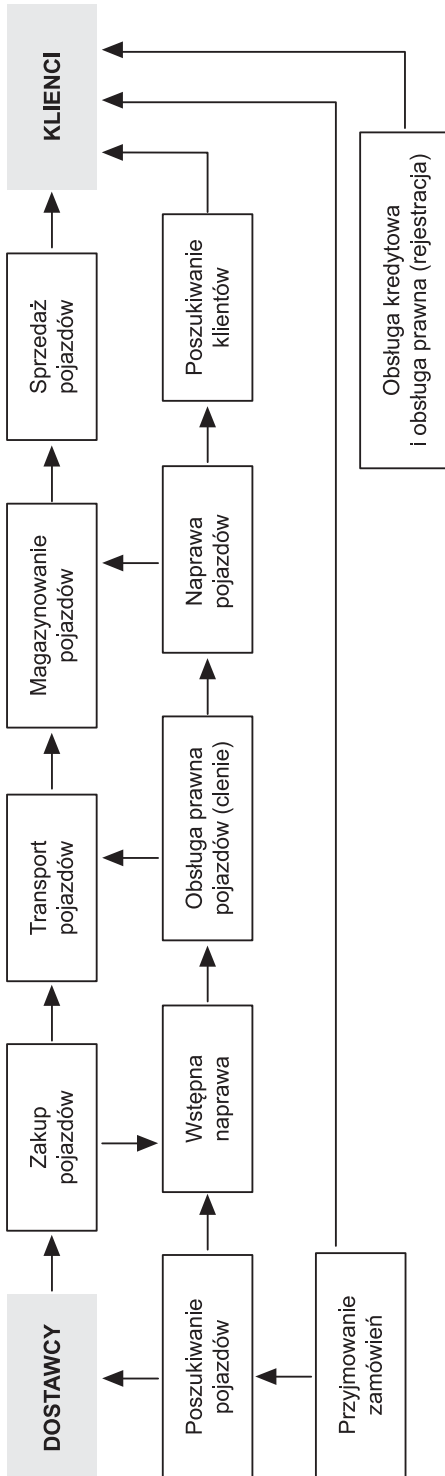 DOSTAWCY
Zakup
pojazdów
Transport
pojazdów
Magazynowanie
pojazdów
Sprzedaż
pojazdów
KLIENCI
Poszukiwanie
pojazdów
Wstępna
naprawa
Obsługa prawna
pojazdów (clenie)
Naprawa
pojazdów
Poszukiwanie
klientów
Przyjmowanie
zamówień
Obsługa kredytowa
i obsługa prawna (rejestracja)